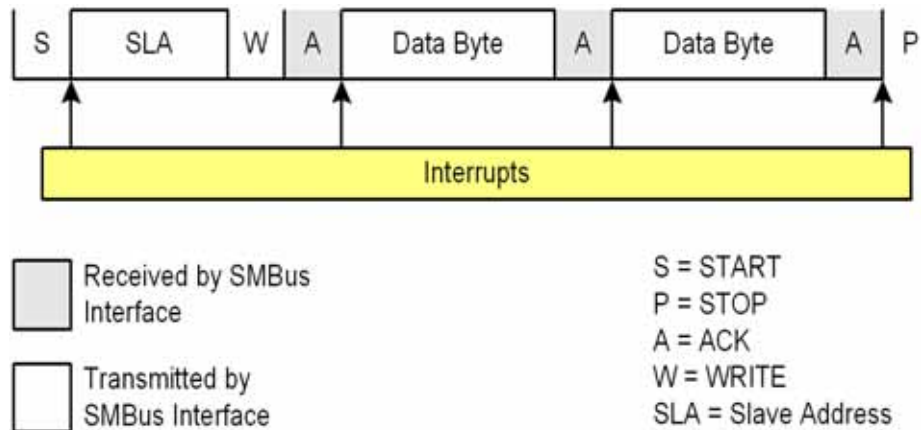 S SLA W A Data Byte A Data Byte A P
Interrupts
Received by SMBus
Interface
Transmitted by
SMBus Interface
S = START
P = STOP
A = ACK
W = WRITE
SLA = Slave Address